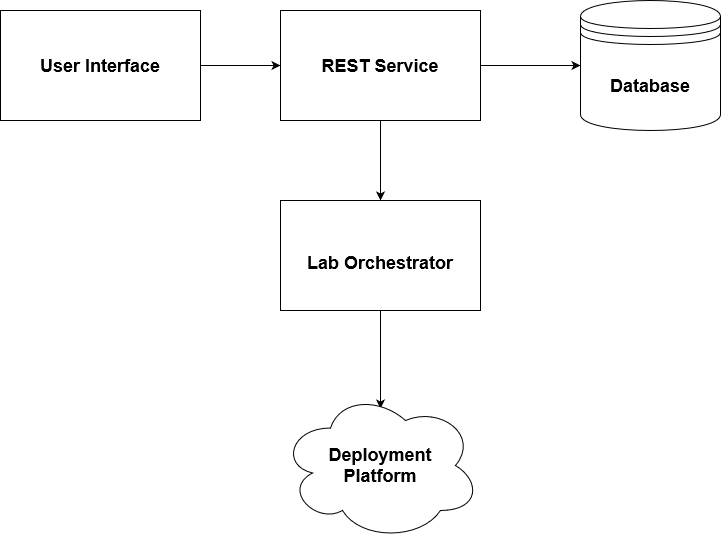 User Interface
REST Service
Database
Lab Orchestrator
Deployment
Platform